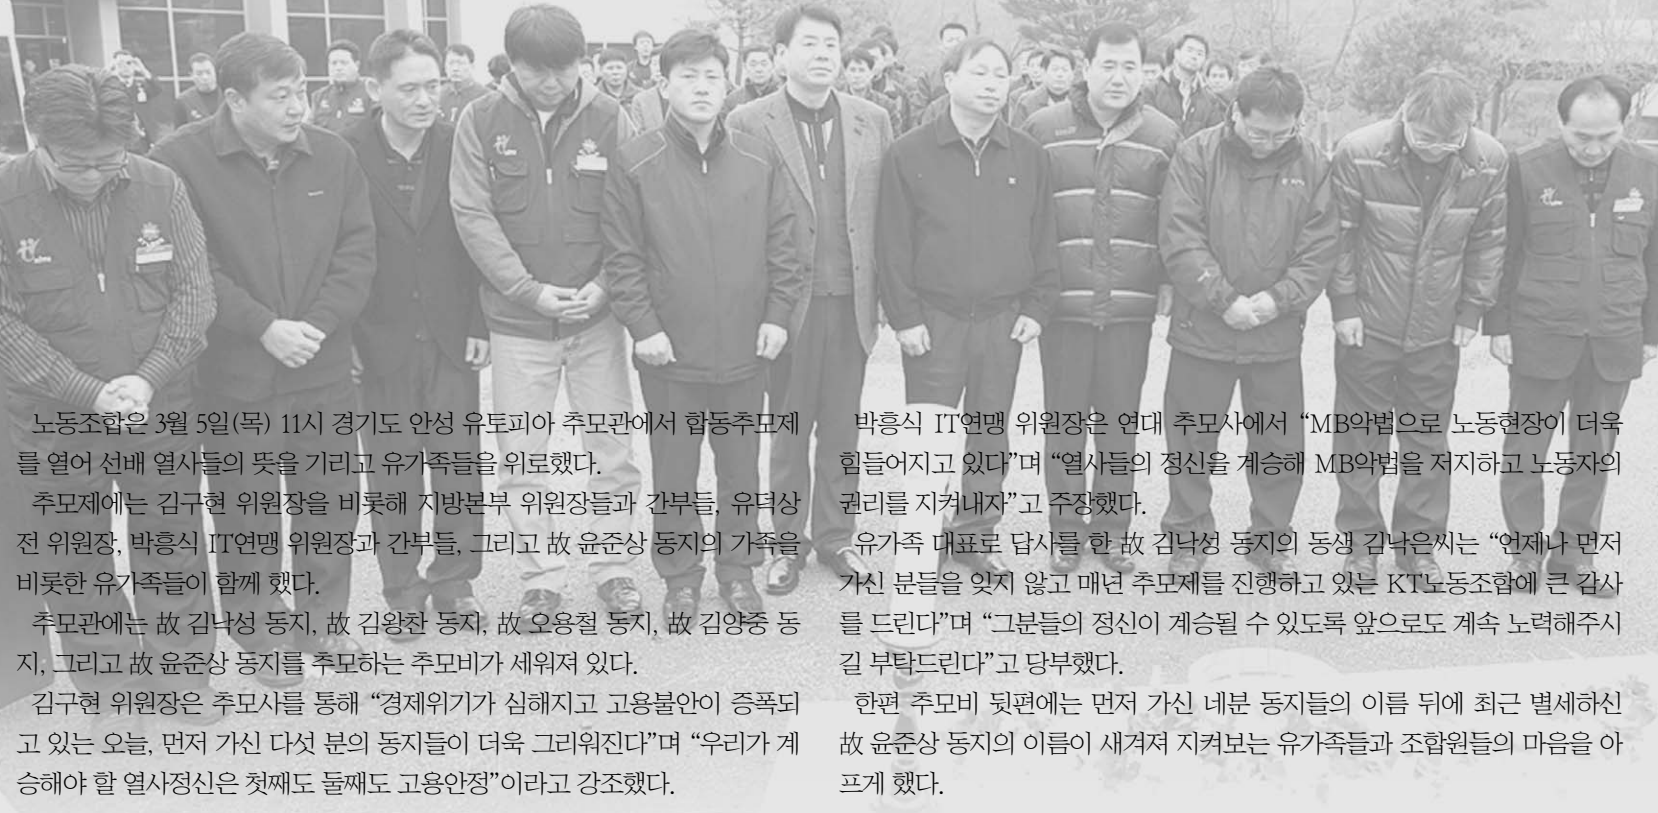 노동조합은 3월 5일(목) 11시 경기도 안성 유토피아 추모관에서 합동추모제
를 열어 선배 열사들의 뜻을 기리고 유가족들을 위로했다.
추모제에는 김구현 위원장을 비롯해 지방본부 위원장들과 간부들, 유덕상
전 위원장, 박흥식 IT연맹 위원장과 간부들, 그리고 故 윤준상 동지의 가족을
비롯한 유가족들이 함께 했다.
추모관에는 故 김낙성 동지, 故 김왕찬 동지, 故 오용철 동지, 故 김양중 동
지, 그리고 故 윤준상 동지를 추모하는 추모비가 세워져 있다.
김구현 위원장은 추모사를 통해 “경제위기가 심해지고 고용불안이 증폭되
고 있는 오늘, 먼저 가신 다섯 분의 동지들이 더욱 그리워진다”며 “우리가 계
승해야 할 열사정신은 첫째도 둘째도 고용안정”이라고 강조했다.
박흥식 IT연맹 위원장은 연대 추모사에서 “MB악법으로 노동현장이 더욱
힘들어지고 있다”며 “열사들의 정신을 계승해 MB악법을 저지하고 노동자의
권리를 지켜내자”고 주장했다.
유가족 대표로 답사를 한 故 김낙성 동지의 동생 김낙은씨는 “언제나 먼저
가신 분들을 잊지 않고 매년 추모제를 진행하고 있는 KT노동조합에 큰 감사
를 드린다”며 “그분들의 정신이 계승될 수 있도록 앞으로도 계속 노력해주시
길 부탁드린다”고 당부했다.
한편 추모비 뒷편에는 먼저 가신 네분 동지들의 이름 뒤에 최근 별세하신
故 윤준상 동지의 이름이 새겨져 지켜보는 유가족들과 조합원들의 마음을 아
프게 했다.